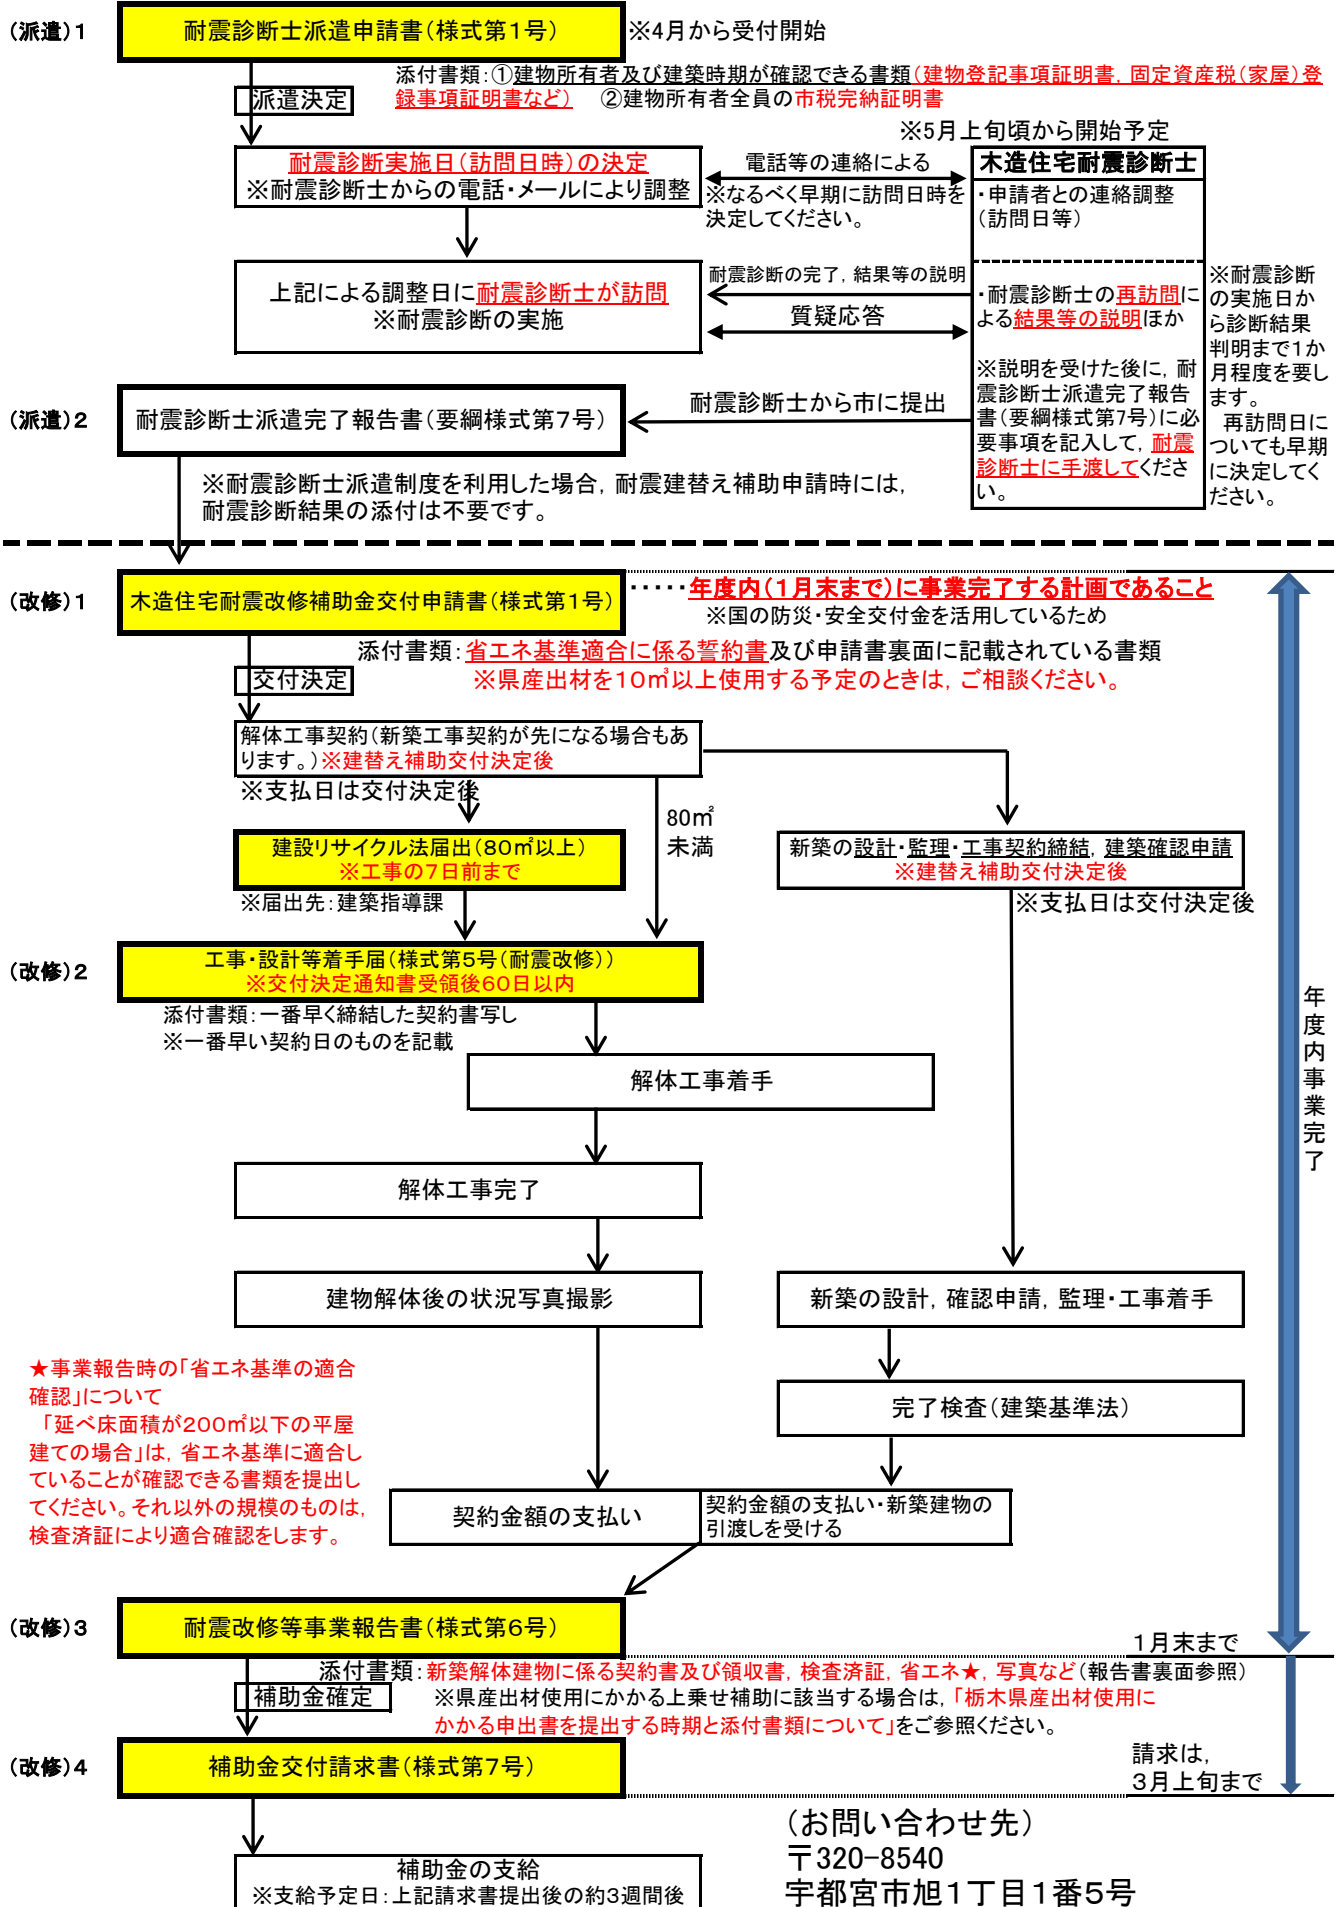 (派遣)1
耐震診断士派遣申請書(様式第1号)
※4月から受付開始
添付書類:①建物所有者及び建築時期が確認できる書類(建物登記事項証明書,固定資産税(家屋)登
録事項証明書など) ②建物所有者全員の市税完納証明書
派遣決定
※5月上旬頃から開始予定
耐震診断実施日(訪問日時)の決定
※耐震診断士からの電話・メールにより調整
電話等の連絡による
※なるべく早期に訪問日時を
決定してください。
木造住宅耐震診断士
・申請者との連絡調整
(訪問日等)
上記による調整日に耐震診断士が訪問
※耐震診断の実施
耐震診断の完了,結果等の説明
質疑応答
・耐震診断士の再訪問に
よる結果等の説明ほか
※説明を受けた後に,耐
震診断士派遣完了報告
書(要綱様式第7号)に必
要事項を記入して,耐震
診断士に手渡してくださ
い。
※耐震診断
の実施日か
ら診断結果
判明まで1か
月程度を要し
ます。
再訪問日に
ついても早期
に決定してく
ださい。
(派遣)2
耐震診断士派遣完了報告書(要綱様式第7号)
耐震診断士から市に提出
※耐震診断士派遣制度を利用した場合,耐震建替え補助申請時には,
耐震診断結果の添付は不要です。
(改修)1
木造住宅耐震改修補助金交付申請書(様式第1号)
・・・・・年度内(1月末まで)に事業完了する計画であること
※国の防災・安全交付金を活用しているため
添付書類:省エネ基準適合に係る誓約書及び申請書裏面に記載されている書類
※県産出材を10㎥以上使用する予定のときは,ご相談ください。
交付決定
解体工事契約(新築工事契約が先になる場合もあ
ります。)※建替え補助交付決定後
※支払日は交付決定後
80㎡
未満
建設リサイクル法届出(80㎡以上)
※工事の7日前まで
※届出先:建築指導課
新築の設計・監理・工事契約締結,建築確認申請
※建替え補助交付決定後
※支払日は交付決定後
(改修)2
工事・設計等着手届(様式第5号(耐震改修))
※交付決定通知書受領後60日以内
添付書類:一番早く締結した契約書写し
※一番早い契約日のものを記載
年度内事業完了
解体工事着手
解体工事完了
建物解体後の状況写真撮影
新築の設計,確認申請,監理・工事着手
完了検査(建築基準法)
★事業報告時の「省エネ基準の適合
確認」について
「延べ床面積が200㎡以下の平屋
建ての場合」は,省エネ基準に適合し
ていることが確認できる書類を提出し
てください。それ以外の規模のものは,
検査済証により適合確認をします。
契約金額の支払い
契約金額の支払い・新築建物の
引渡しを受ける
(改修)3
耐震改修等事業報告書(様式第6号)
1月末まで
添付書類:新築解体建物に係る契約書及び領収書,検査済証,省エネ★,写真など(報告書裏面参照)
補助金確定
※県産出材使用にかかる上乗せ補助に該当する場合は,「栃木県産出材使用に
かかる申出書を提出する時期と添付書類について」をご参照ください。
(改修)4
補助金交付請求書(様式第7号)
請求は,
3月上旬まで
補助金の支給
※支給予定日:上記請求書提出後の約3週間後
(お問い合わせ先)
〒320-8540
宇都宮市旭1丁目1番5号